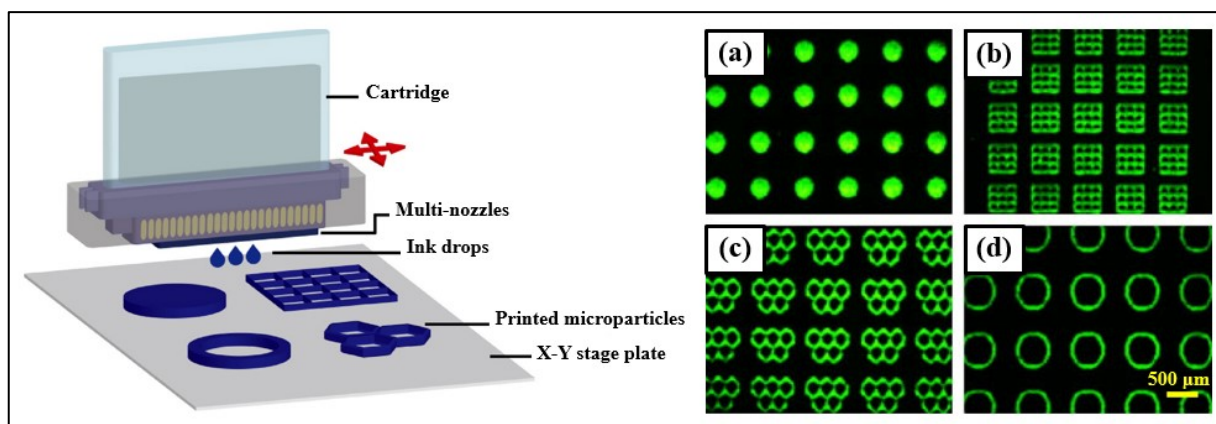 Cartridge
Multi-nozzles
Ink drops
Printed microparticles
X-Y stage plate
(a)
(b)
(c)
(d)
500 µm